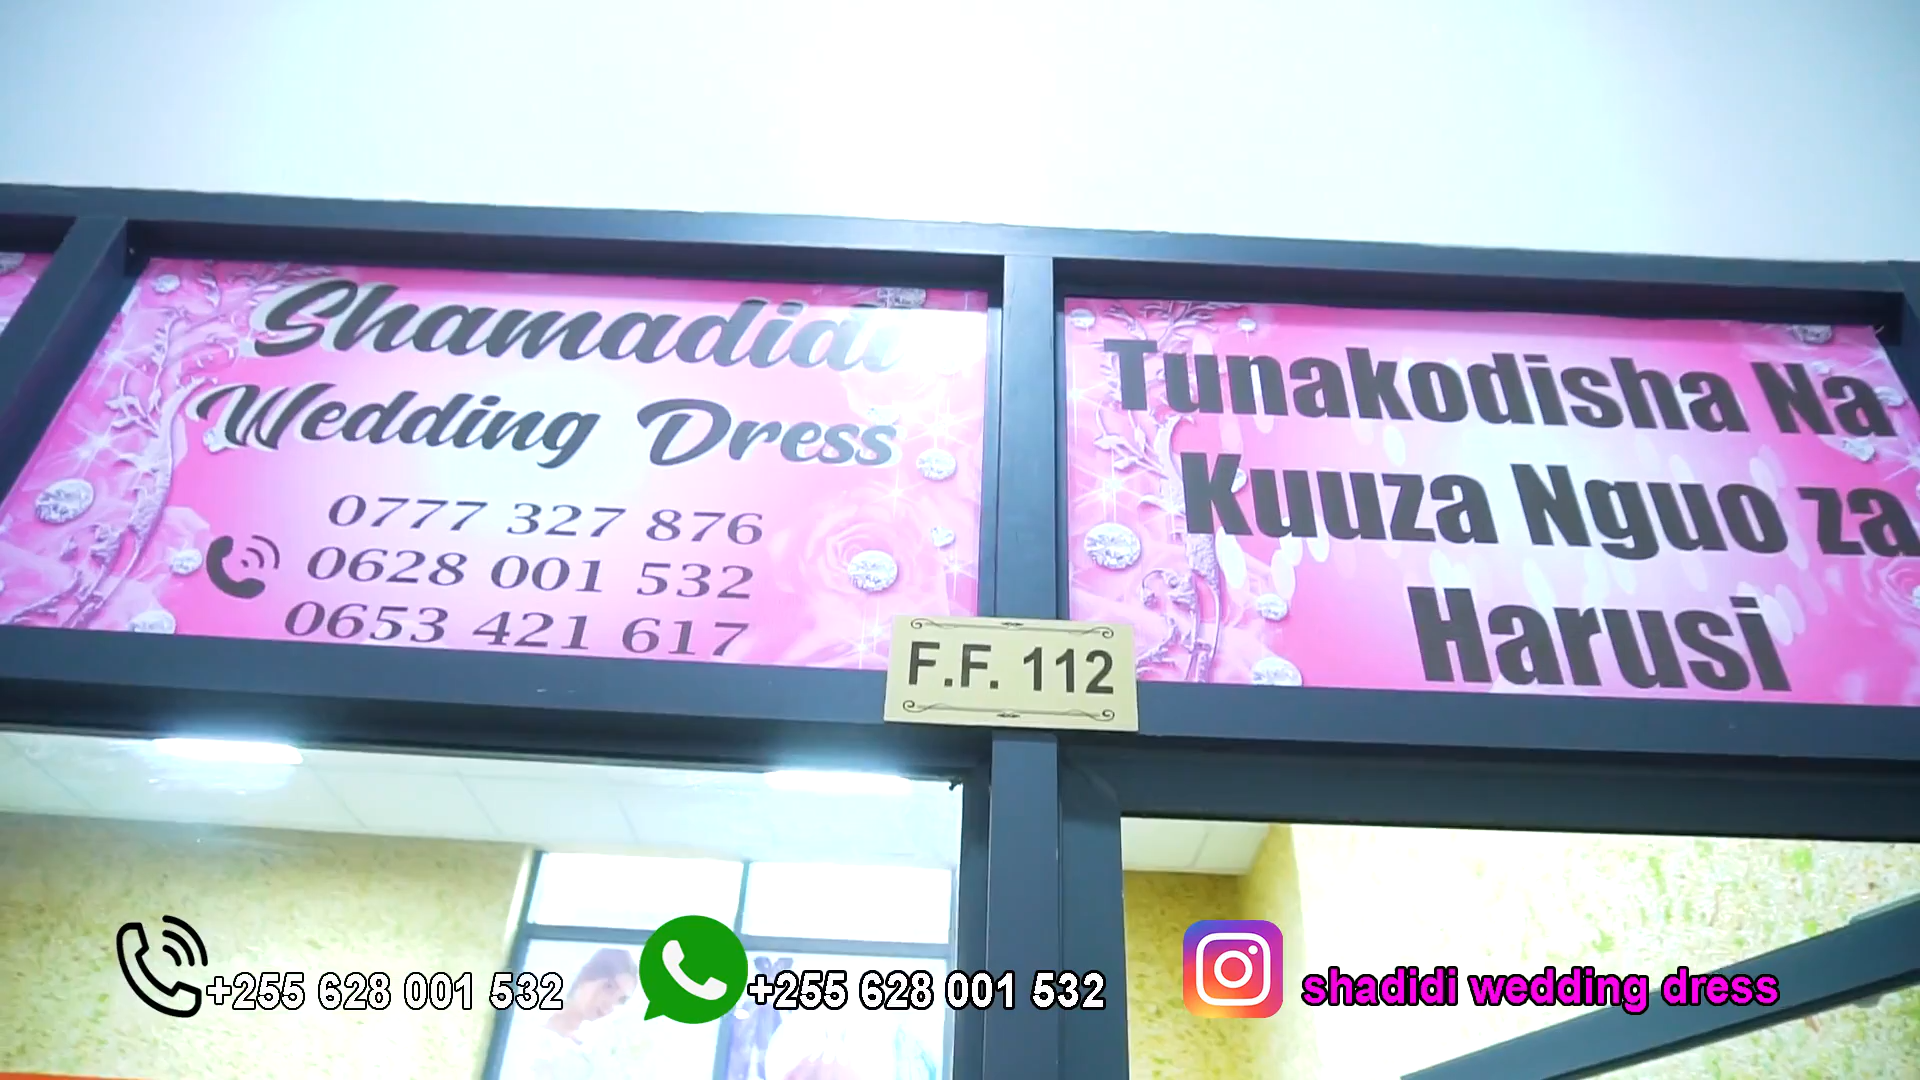 Shamadidi
Wedding Dress
0777 327 876
0628 001 532
0653 421 617
Tunakodisha Na
Kuuza Nguo za
Harusi
F.F. 112
+255 628 001 532
+255 628 001 532
shadidi wedding dress